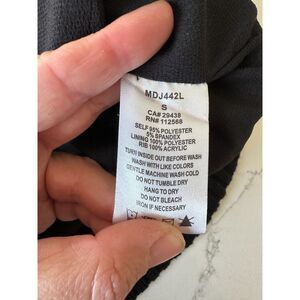 MDJ442L
S
CA# 29438
RN# 112568
SELF 95% POLYESTER
5% SPANDEX
LINING 100% POLYESTER
RIB 100% ACRYLIC
TURN INSIDE OUT BEFORE WASH
WASH WITH LIKE COLORS
GENTLE MACHINE WASH COLD
DO NOT TUMBLE DRY
HANG TO DRY
DO NOT BLEACH
IRON IF NECESSARY